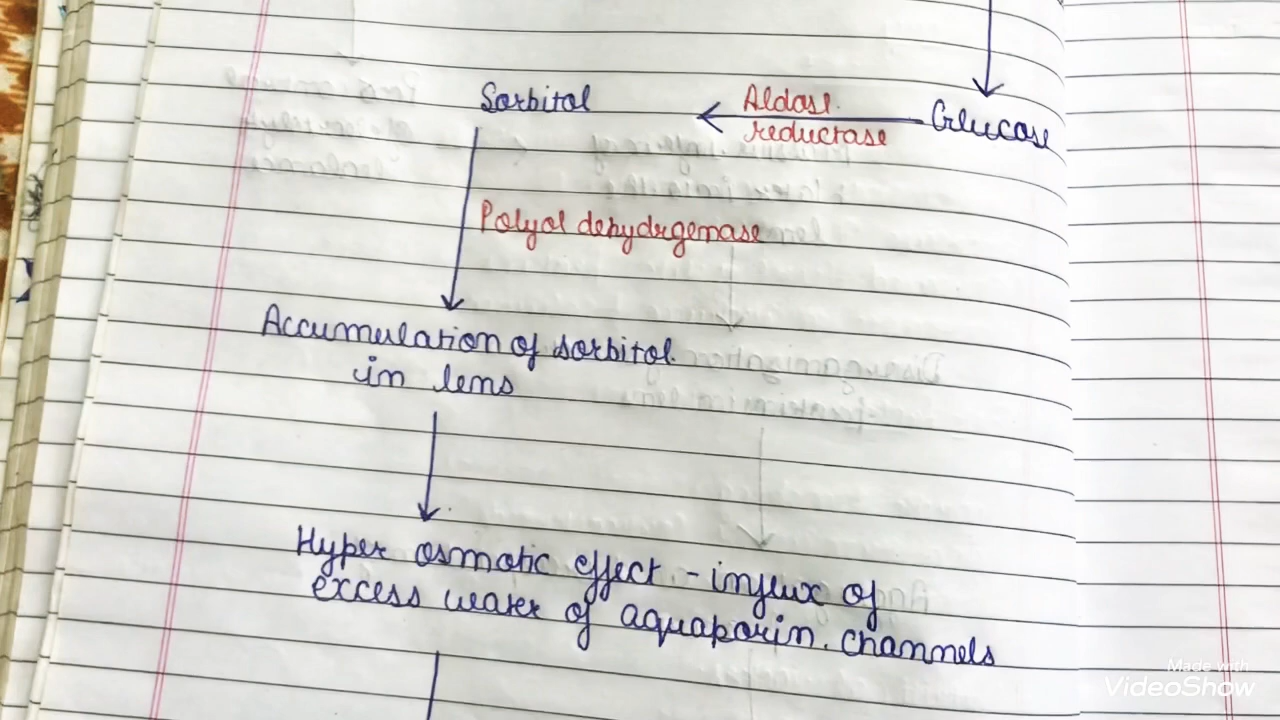 Sorbitol
Aldose
reductase
Glucose
Polyol dehydrgenase
Accumulation of sorbitol
in lens
Hyper osmotic effect - influx of
excess water of aquaporin channels
Made with
VideoShow